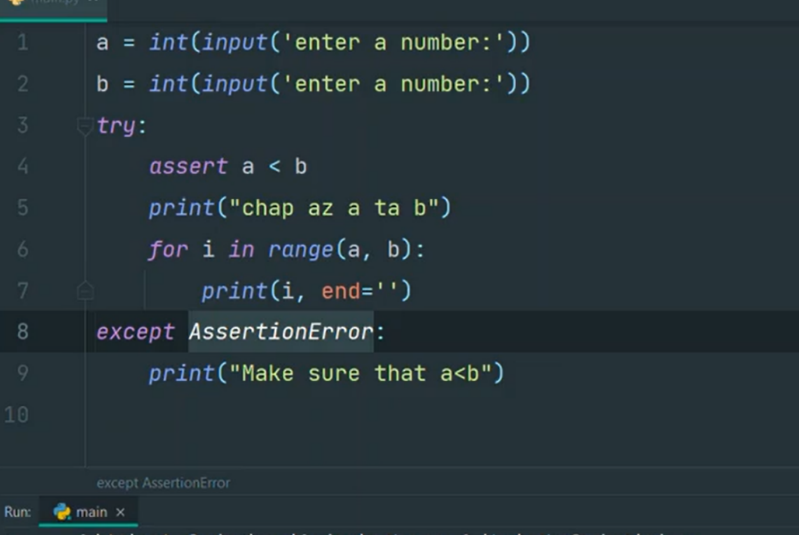 main.py
1 a = int(input('enter a number:'))
2 b = int(input('enter a number:'))
3 try:
4 assert a < b
5 print("chap az a ta b")
6 for i in range(a, b):
7 print(i, end='')
8 except AssertionError:
9 print("Make sure that a<b")
10
except AssertionError
Run: main ×